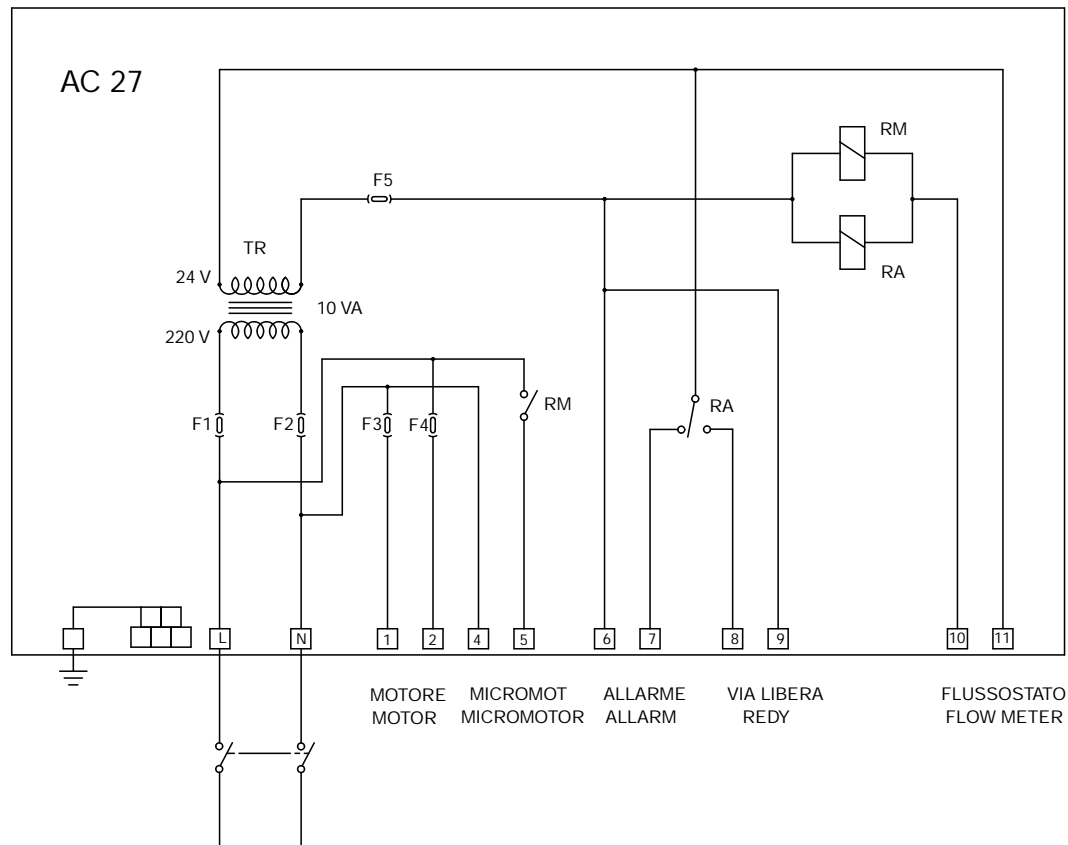 AC 27
RM
F5
TR
24 V
RA
10 VA
220 V
RM
RA
F1
F2
F3
F4
L
N
1
2
4
5
6
7
8
9
10
11
MOTORE
MOTOR
MICROMOT
MICROMOTOR
ALLARME
ALLARM
VIA LIBERA
REDY
FLUSSOSTATO
FLOW METER